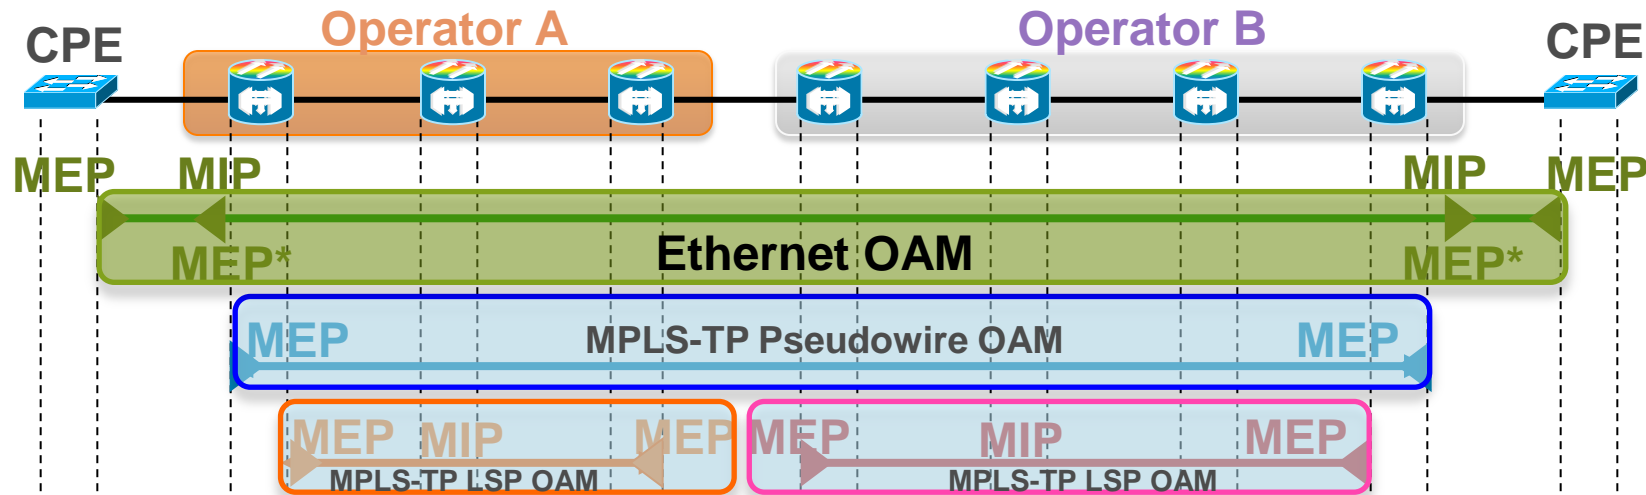 Operator A
Operator B
CPE
CPE
MEP
MIP
MIP
MEP
MEP*
Ethernet OAM
MEP*
MEP
MPLS-TP Pseudowire OAM
MEP
MEP
MIP
MEP
MEP
MIP
MEP
MPLS-TP LSP OAM
MPLS-TP LSP OAM